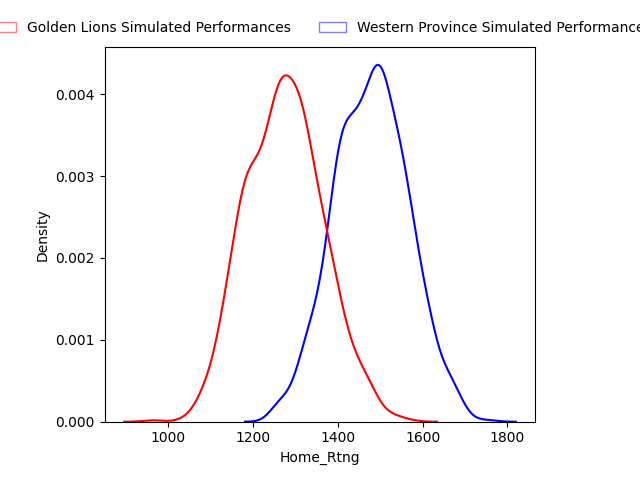 Golden Lions Simulated Performances Western Province Simulated Performance
0.004
0.003
0.002
0.001
0.000
Density
1000 1200 1400 1600 1800
Home_Rtng